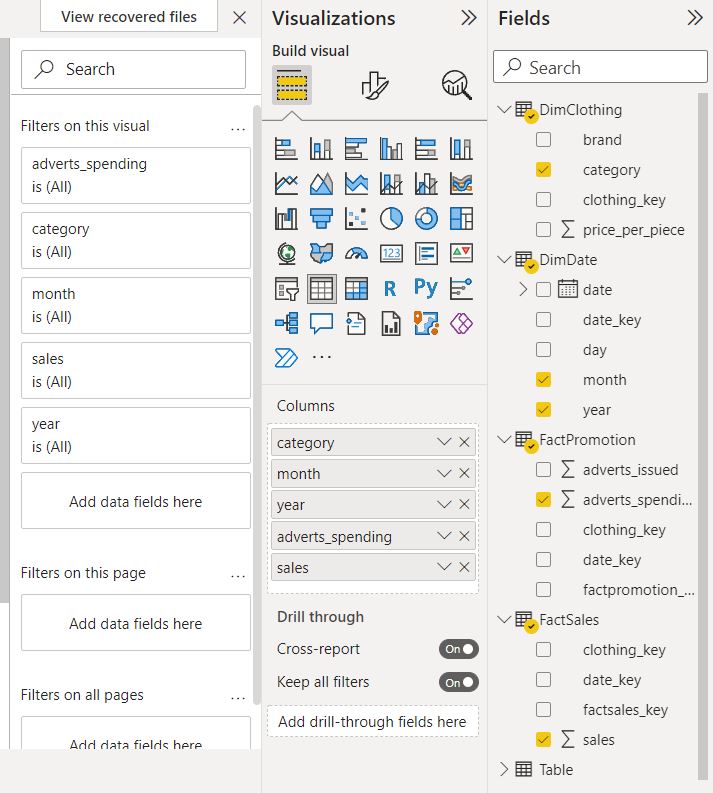 View recovered files
Search
Filters on this visual
...
adverts_spending
is (All)
category
is (All)
month
is (All)
sales
is (All)
year
is (All)
Add data fields here
Filters on this page
...
Add data fields here
Filters on all pages
...
Add data fields here
Visualizations
Build visual
123
R
Py
...
Columns
category
month
year
adverts_spending
sales
Drill through
Cross-report
On
Keep all filters
On
Add drill-through fields here
Fields
Search
DimClothing
brand
category
clothing_key
∑ price_per_piece
DimDate
date
date_key
day
month
year
FactPromotion
∑ adverts_issued
∑ adverts_spendi...
clothing_key
date_key
factpromotion_...
FactSales
clothing_key
date_key
factsales_key
∑ sales
Table